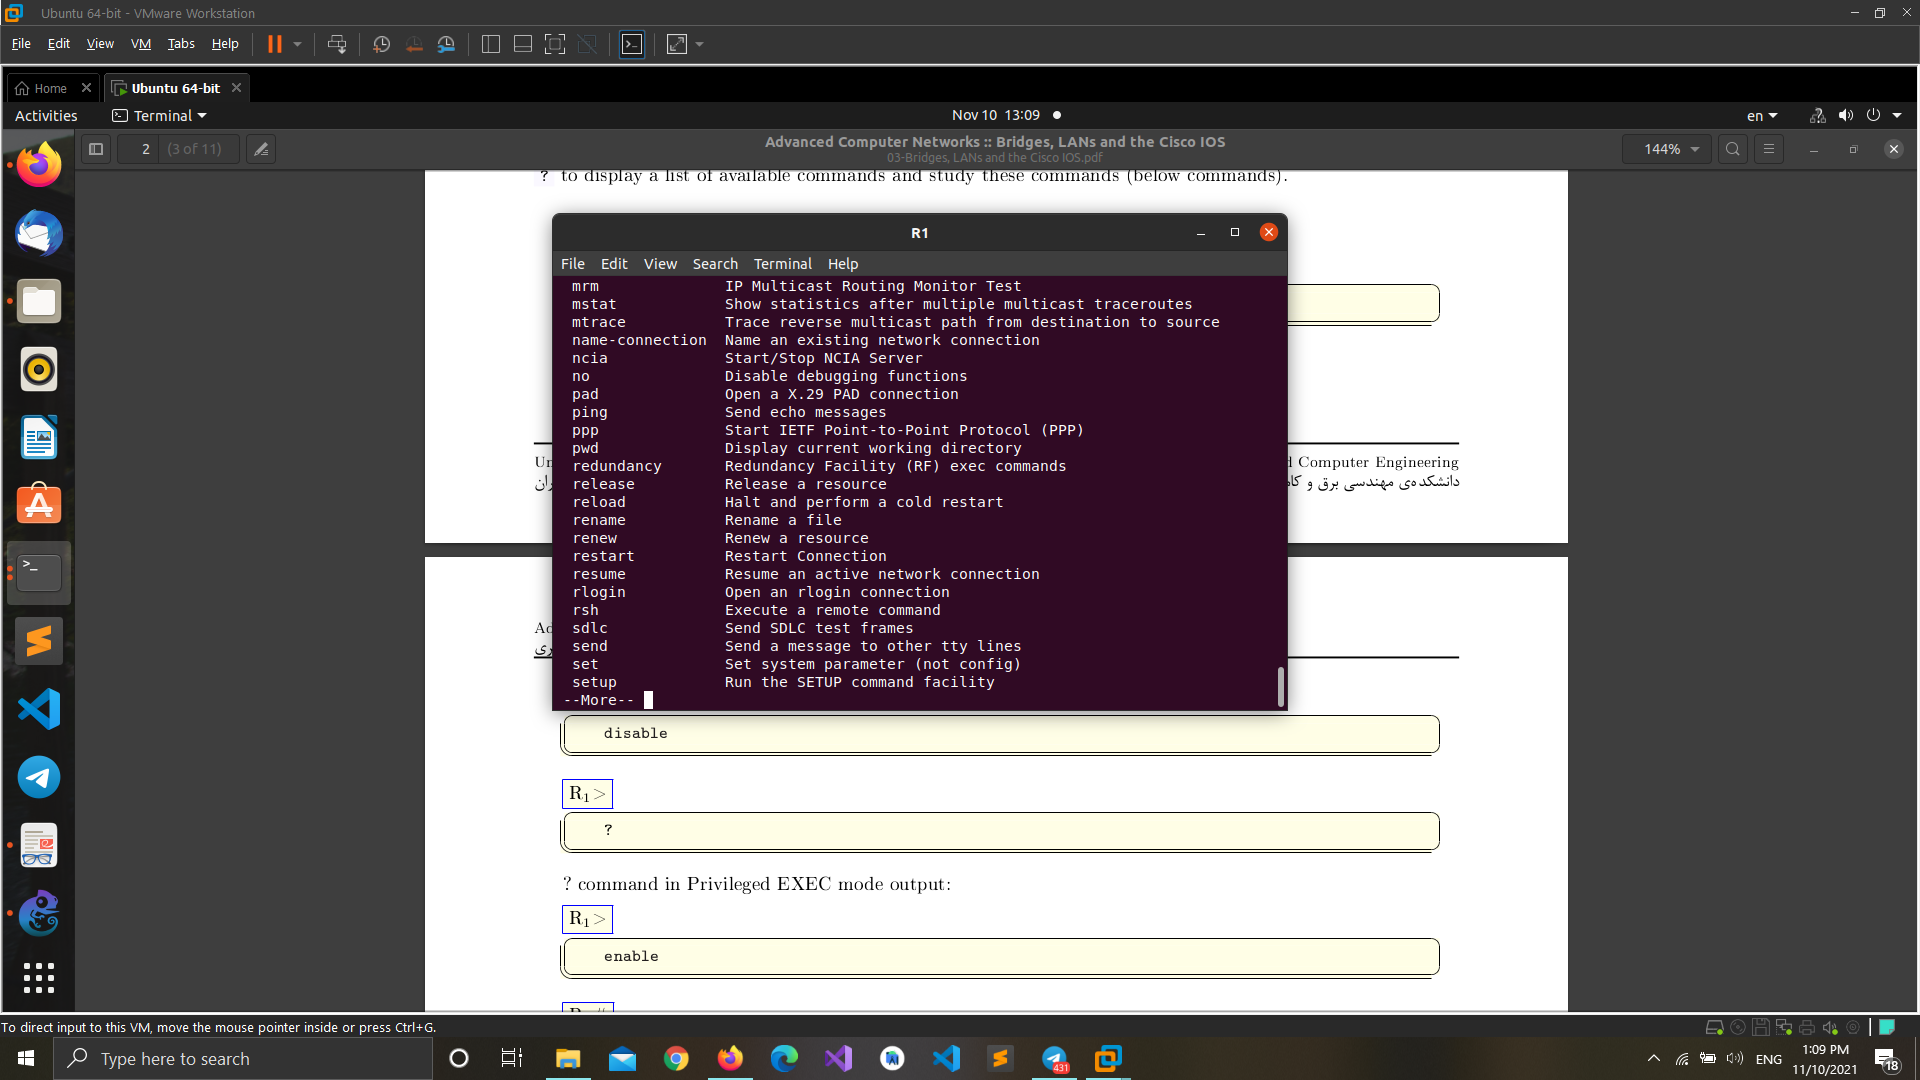 Ubuntu 64-bit - VMware Workstation
File Edit View VM Tabs Help
Home
Ubuntu 64-bit
Activities Terminal Nov 10 13:09 en
2 (3 of 11)
Advanced Computer Networks :: Bridges, LANs and the Cisco IOS
03-Bridges, LANs and the Cisco IOS.pdf
144%
? to display a list of available commands and study these commands (below commands).
R1
File Edit View Search Terminal Help
mrm IP Multicast Routing Monitor Test
mstat Show statistics after multiple multicast traceroutes
mtrace Trace reverse multicast path from destination to source
name-connection Name an existing network connection
ncia Start/Stop NCIA Server
no Disable debugging functions
pad Open a X.29 PAD connection
ping Send echo messages
ppp Start IETF Point-to-Point Protocol (PPP)
pwd Display current working directory
redundancy Redundancy Facility (RF) exec commands
release Release a resource
reload Halt and perform a cold restart
rename Rename a file
renew Renew a resource
restart Restart Connection
resume Resume an active network connection
rlogin Open an rlogin connection
rsh Execute a remote command
sdlc Send SDLC test frames
send Send a message to other tty lines
set Set system parameter (not config)
setup Run the SETUP command facility
--More--
Computer Engineering
دانشکده‌ی مهندسی برق و
disable
R1>
?
? command in Privileged EXEC mode output:
R1>
enable
To direct input to this VM, move the mouse pointer inside or press Ctrl+G.
Type here to search
431
ENG
1:09 PM
11/10/2021
18